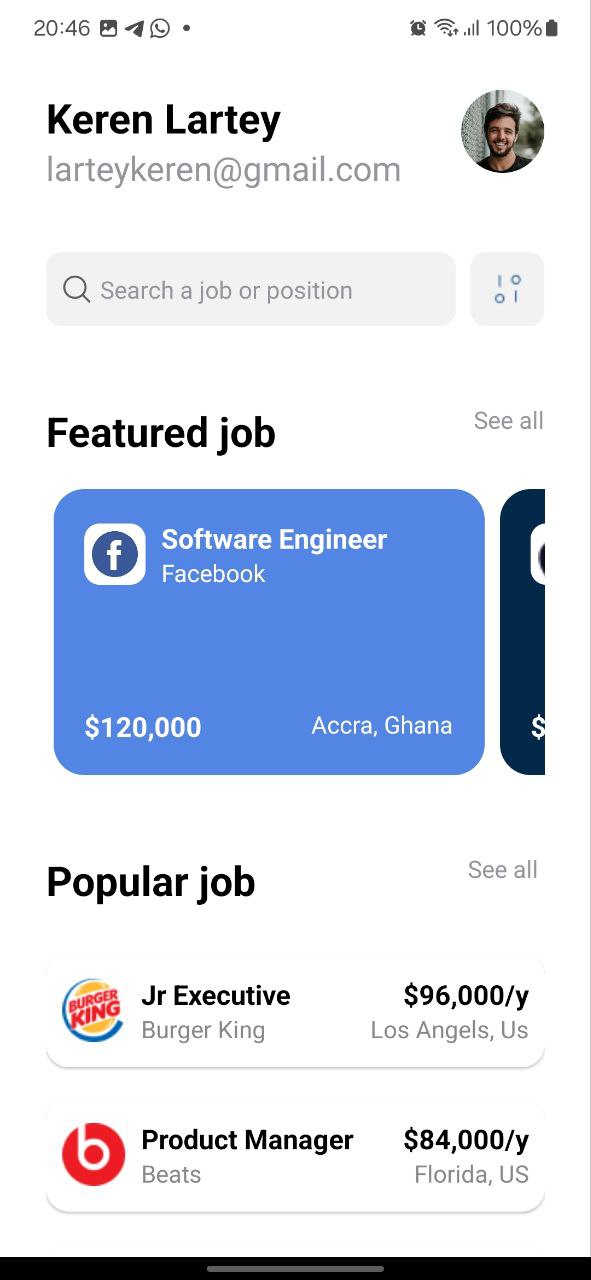 20:46 100%
Keren Lartey
larteykeren@gmail.com
Search a job or position
Featured job See all
Software Engineer
Facebook
$120,000 Accra, Ghana $
Popular job See all
BURGER KING
Jr Executive $96,000/y
Burger King Los Angels, Us
Product Manager $84,000/y
Beats Florida, US